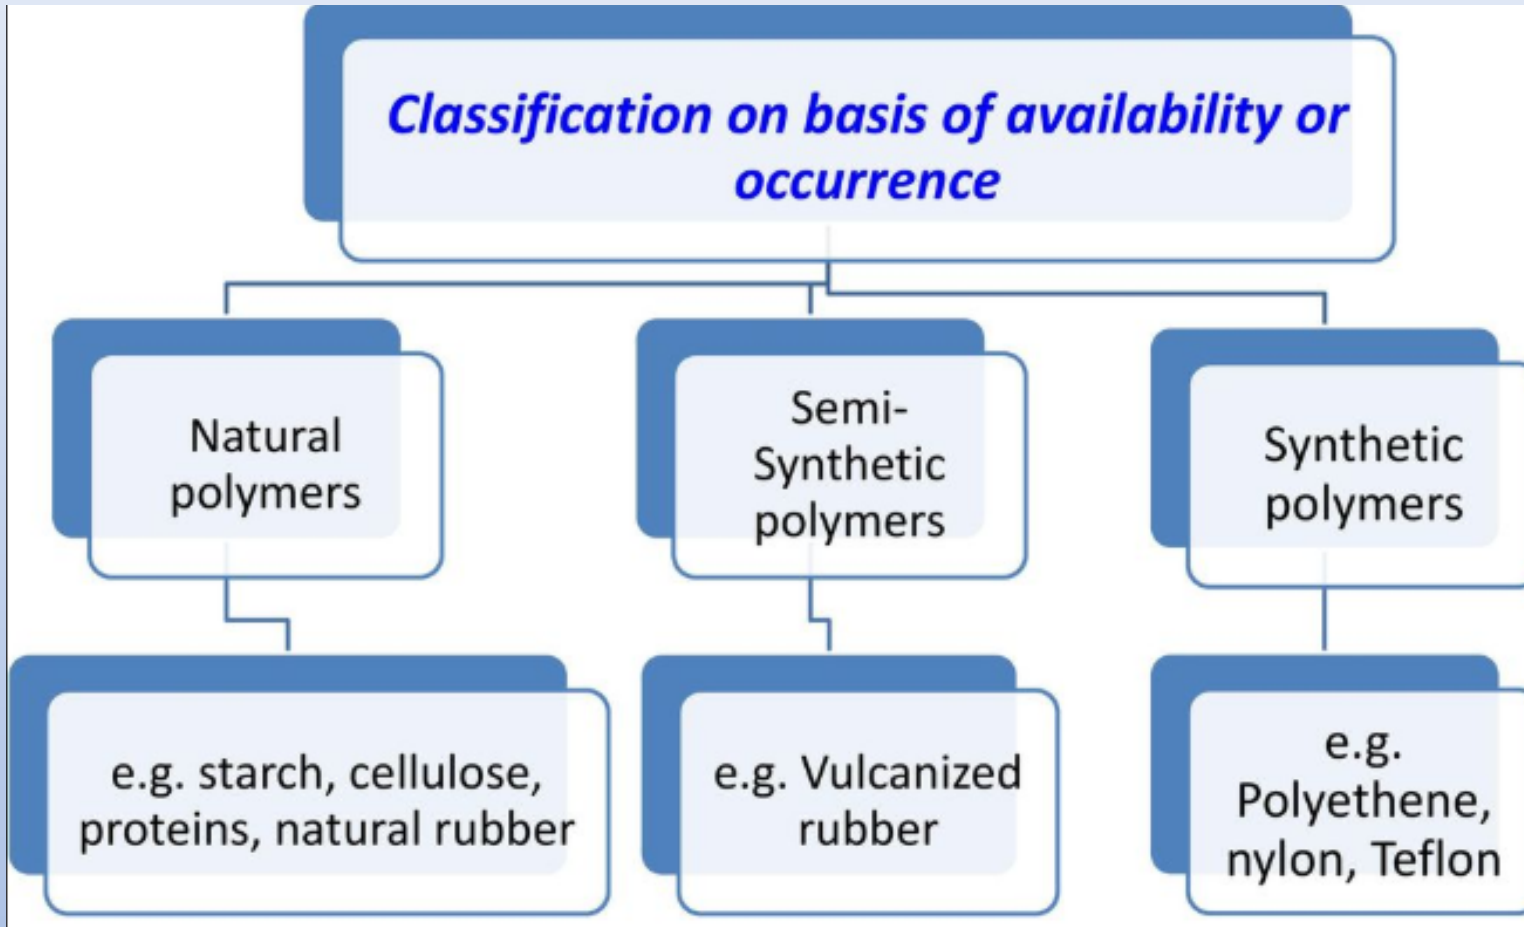 Classification on basis of availability or
occurrence
Natural
polymers
Semi-
Synthetic
polymers
Synthetic
polymers
e.g. starch, cellulose,
proteins, natural rubber
e.g. Vulcanized
rubber
e.g.
Polyethene,
nylon, Teflon